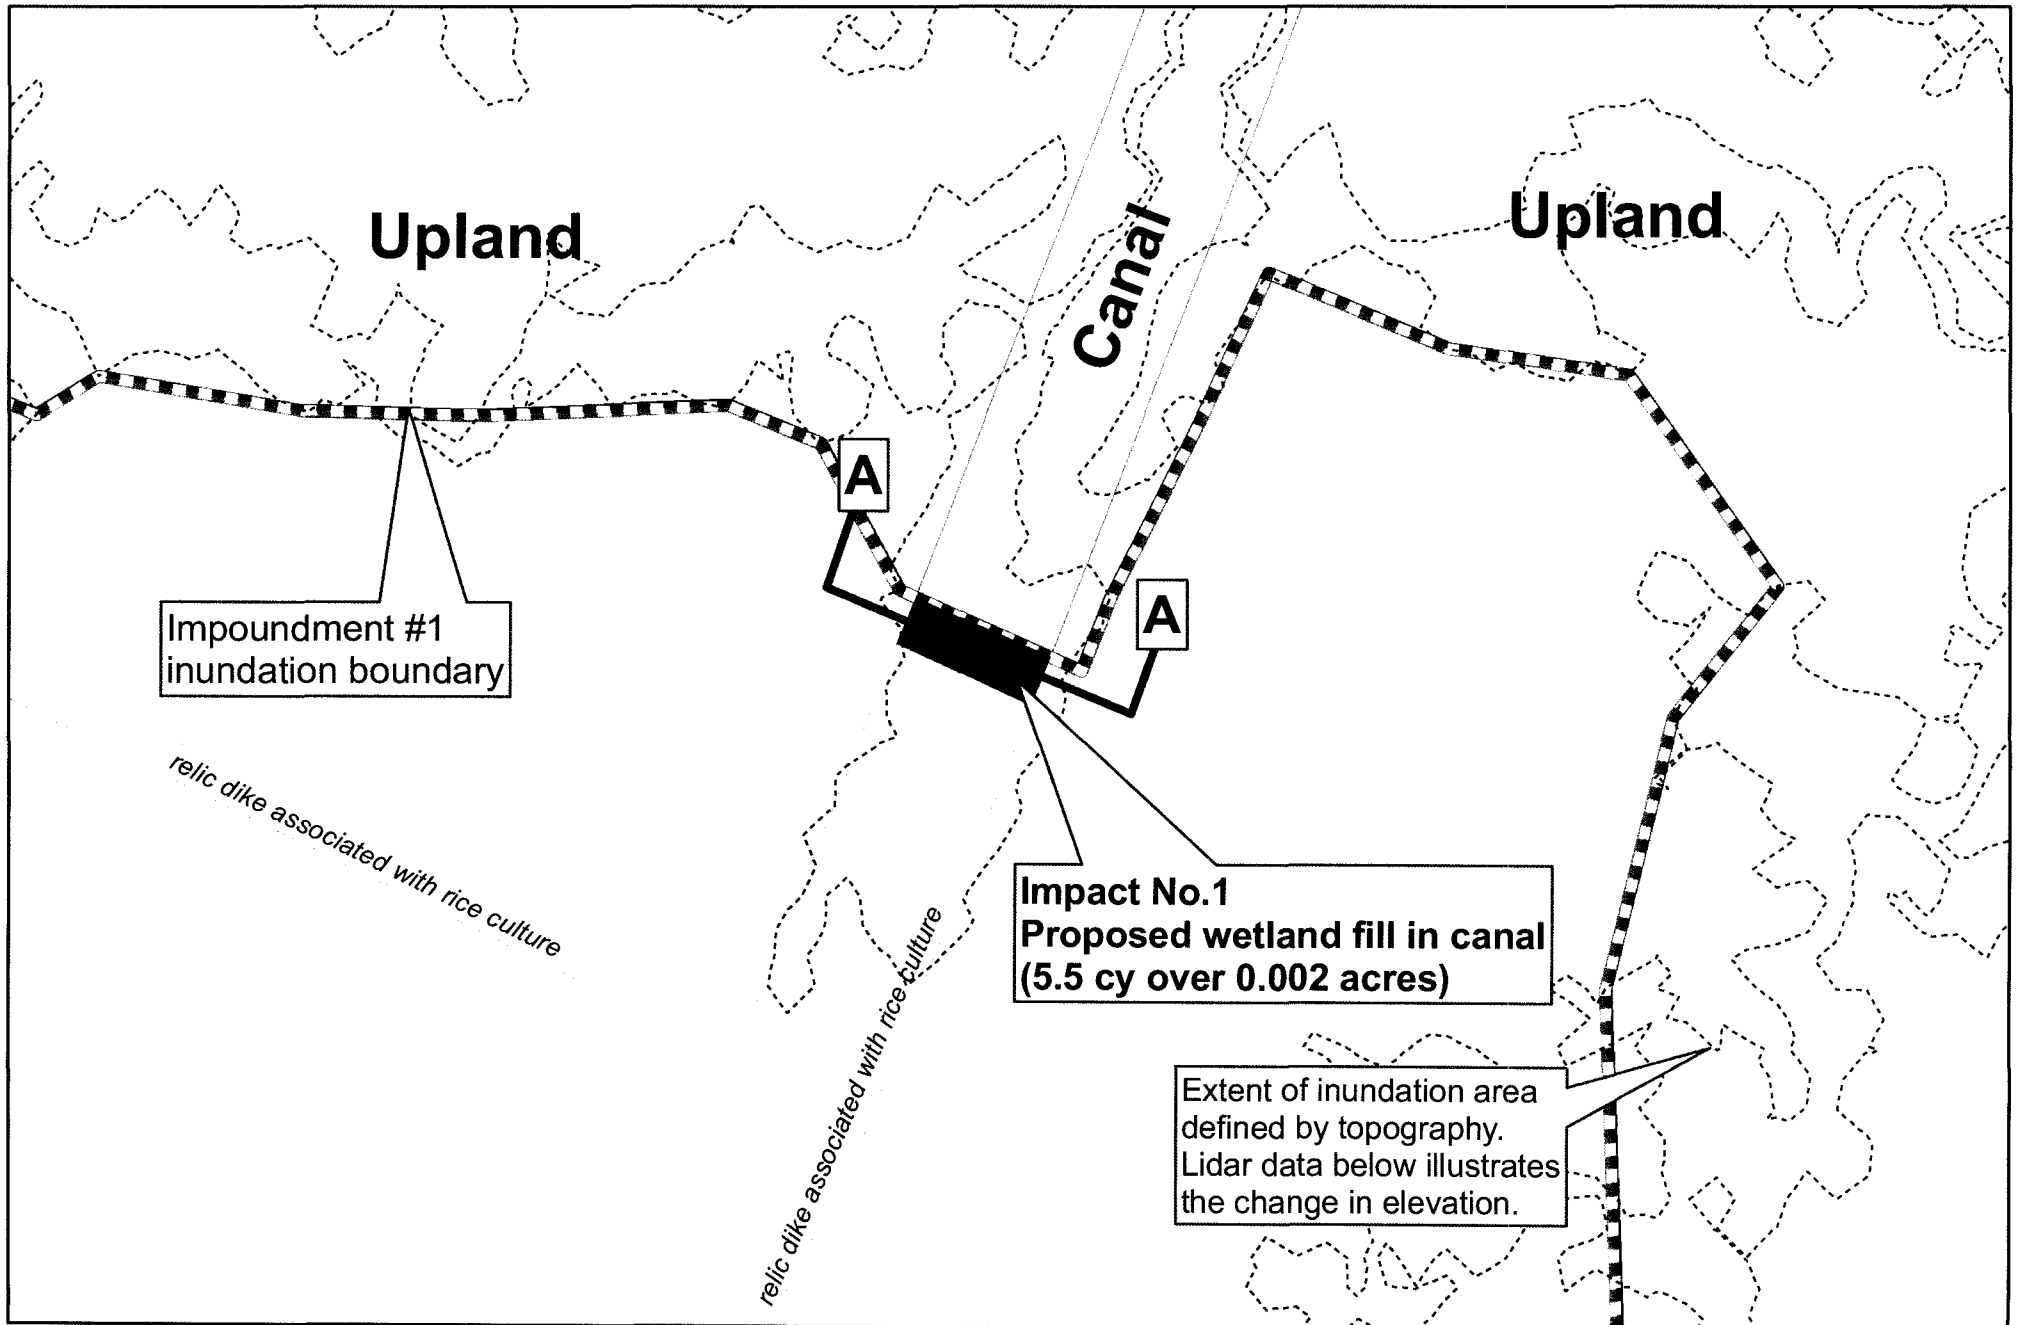 Upland
Upland
Canal
A
A
Impoundment #1
inundation boundary
relic dike associated with rice culture
relic dike associated with rice culture
Impact No.1
Proposed wetland fill in canal
(5.5 cy over 0.002 acres)
Extent of inundation area
defined by topography.
Lidar data below illustrates
the change in elevation.